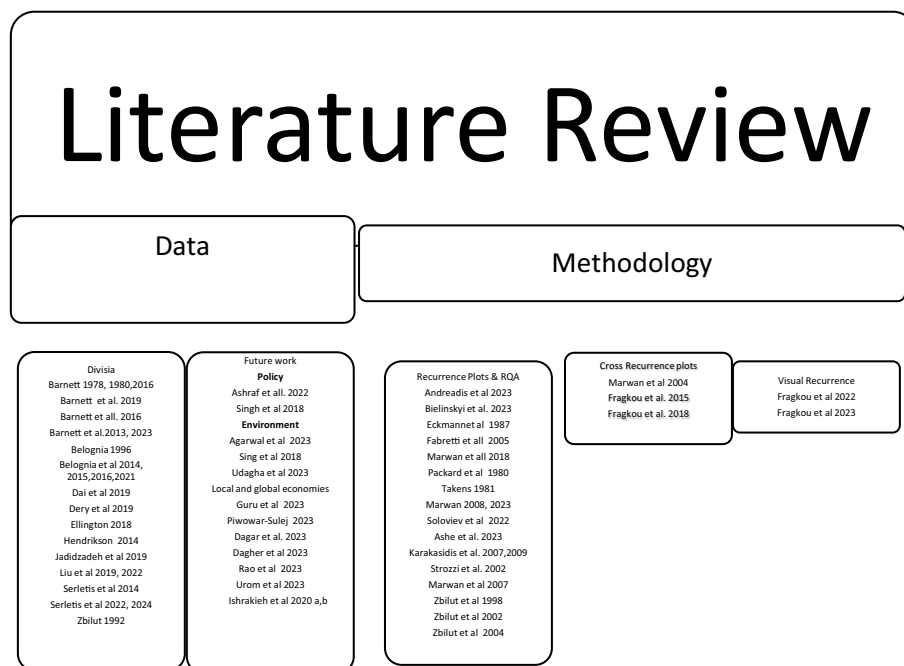 Literature Review
Data
Methodology
Divisia
Barnett 1978, 1980,2016
Barnett et al. 2019
Barnett et all. 2016
Barnett et al.2013, 2023
Belognia 1996
Belognia et al 2014,
2015,2016,2021
Dai et al 2019
Dery et al 2019
Ellington 2018
Hendrikson 2014
Jadidzadeh et al 2019
Liu et al 2019, 2022
Serletis et al 2014
Serletis et al 2022, 2024
Zbilut 1992
Future work
Policy
Ashraf et all. 2022
Singh et al 2018
Environment
Agarwal et al 2023
Sing et al 2018
Udagha et al 2023
Local and global economies
Guru et al 2023
Piwowar-Sulej 2023
Dagar et al. 2023
Dagher et al 2023
Rao et al 2023
Urom et al 2023
Ishrakieh et al 2020 a,b
Recurrence Plots & RQA
Andreadis et al 2023
Bielinskyi et al. 2023
Eckmannet al 1987
Fabretti et all 2005
Marwan et all 2018
Packard et al 1980
Takens 1981
Marwan 2008, 2023
Soloviev et al 2022
Ashe et al. 2023
Karakasidis et al. 2007,2009
Strozzi et al. 2002
Marwan et al 2007
Zbilut et al 1998
Zbilut et al 2002
Zbilut et al 2004
Cross Recurrence plots
Marwan et al 2004
Fragkou et al. 2015
Fragkou et al. 2018
Visual Recurrence
Fragkou et al 2022
Fragkou et al 2023